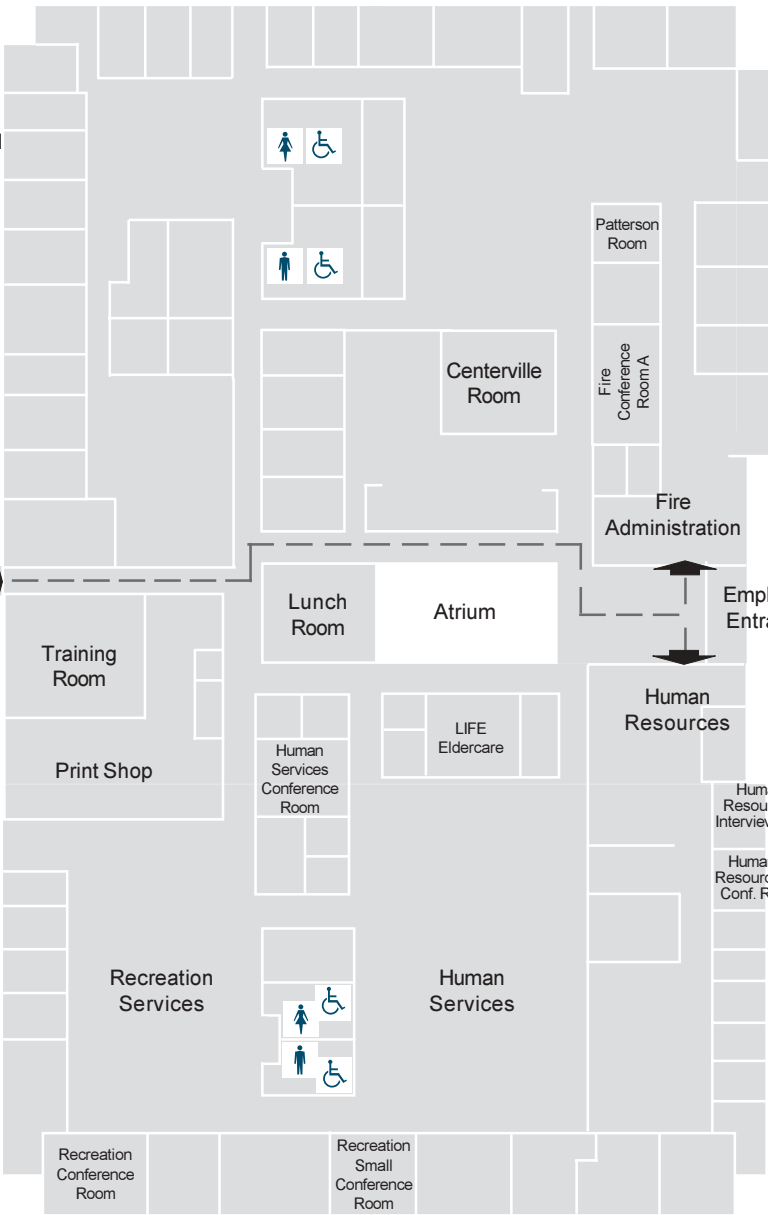 Patterson
Room
Centerville
Room
Fire
Conference
Room A
Fire
Administration
Lunch
Room
Atrium
Training
Room
Human
Resources
LIFE
Eldercare
Human
Services
Conference
Room
Print Shop
Recreation
Services
Human
Services
Recreation
Conference
Room
Recreation
Small
Conference
Room
Conf.